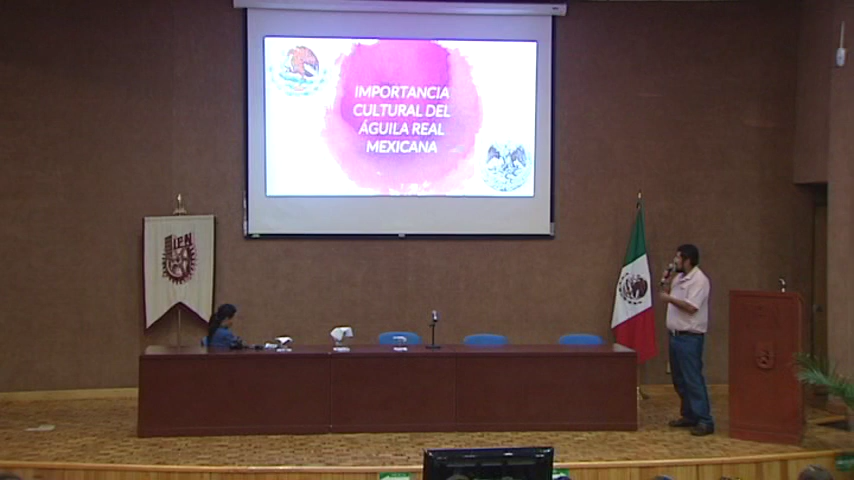 IMPORTANCIA
CULTURAL DEL
ÁGUILA REAL
MEXICANA
IPN